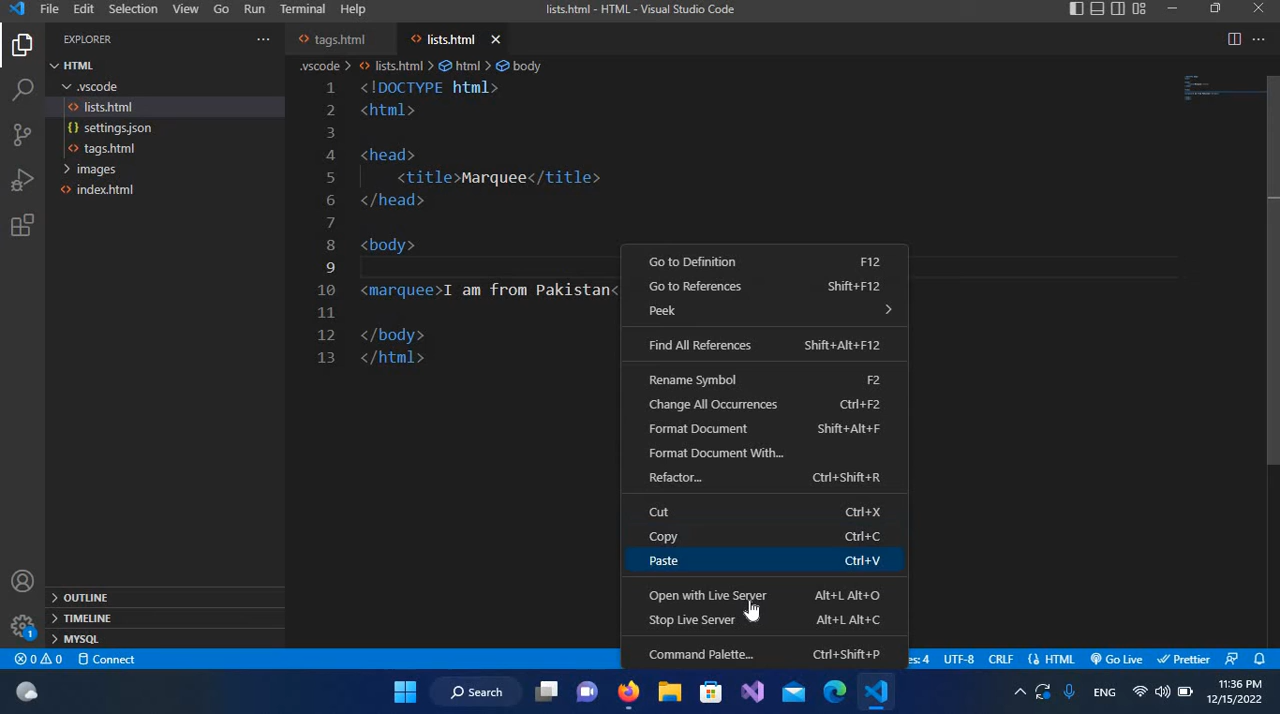 File Edit Selection View Go Run Terminal Help
lists.html - HTML - Visual Studio Code
EXPLORER
HTML
.vscode
lists.html
settings.json
tags.html
images
index.html
OUTLINE
TIMELINE
MYSQL
tags.html
lists.html
.vscode > lists.html > html > body
1 <!DOCTYPE html>
2 <html>
3
4 <head>
5 <title>Marquee</title>
6 </head>
7
8 <body>
9
10 <marquee>I am from Pakistan<
11
12 </body>
13 </html>
Go to Definition F12
Go to References Shift+F12
Peek
Find All References Shift+Alt+F12
Rename Symbol F2
Change All Occurrences Ctrl+F2
Format Document Shift+Alt+F
Format Document With...
Refactor... Ctrl+Shift+R
Cut Ctrl+X
Copy Ctrl+C
Paste Ctrl+V
Open with Live Server Alt+L Alt+O
Stop Live Server Alt+L Alt+C
Command Palette... Ctrl+Shift+P
1
0 0 Connect
es: 4 UTF-8 CRLF HTML Go Live Prettier
Search
ENG
11:36 PM
12/15/2022